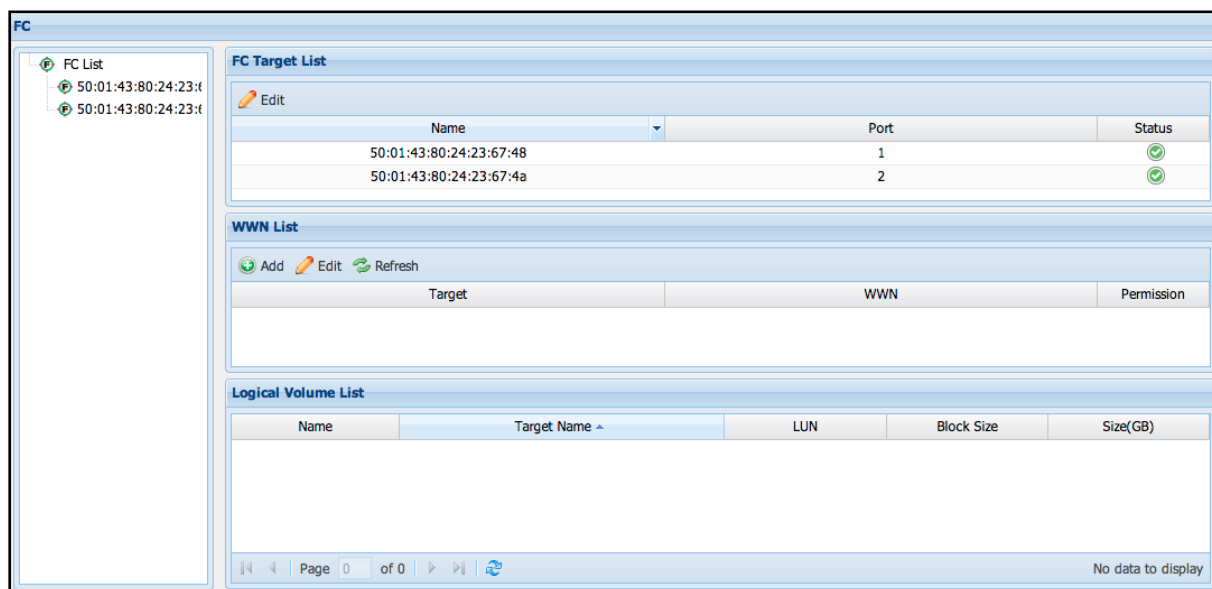 FC
FC List
50:01:43:80:24:23:6
50:01:43:80:24:23:6
FC Target List
Edit
Name Port Status
50:01:43:80:24:23:67:48 1
50:01:43:80:24:23:67:4a 2
WWN List
Add Edit Refresh
Target WWN Permission
Logical Volume List
Name Target Name LUN Block Size Size(GB)
Page 0 of 0 No data to display